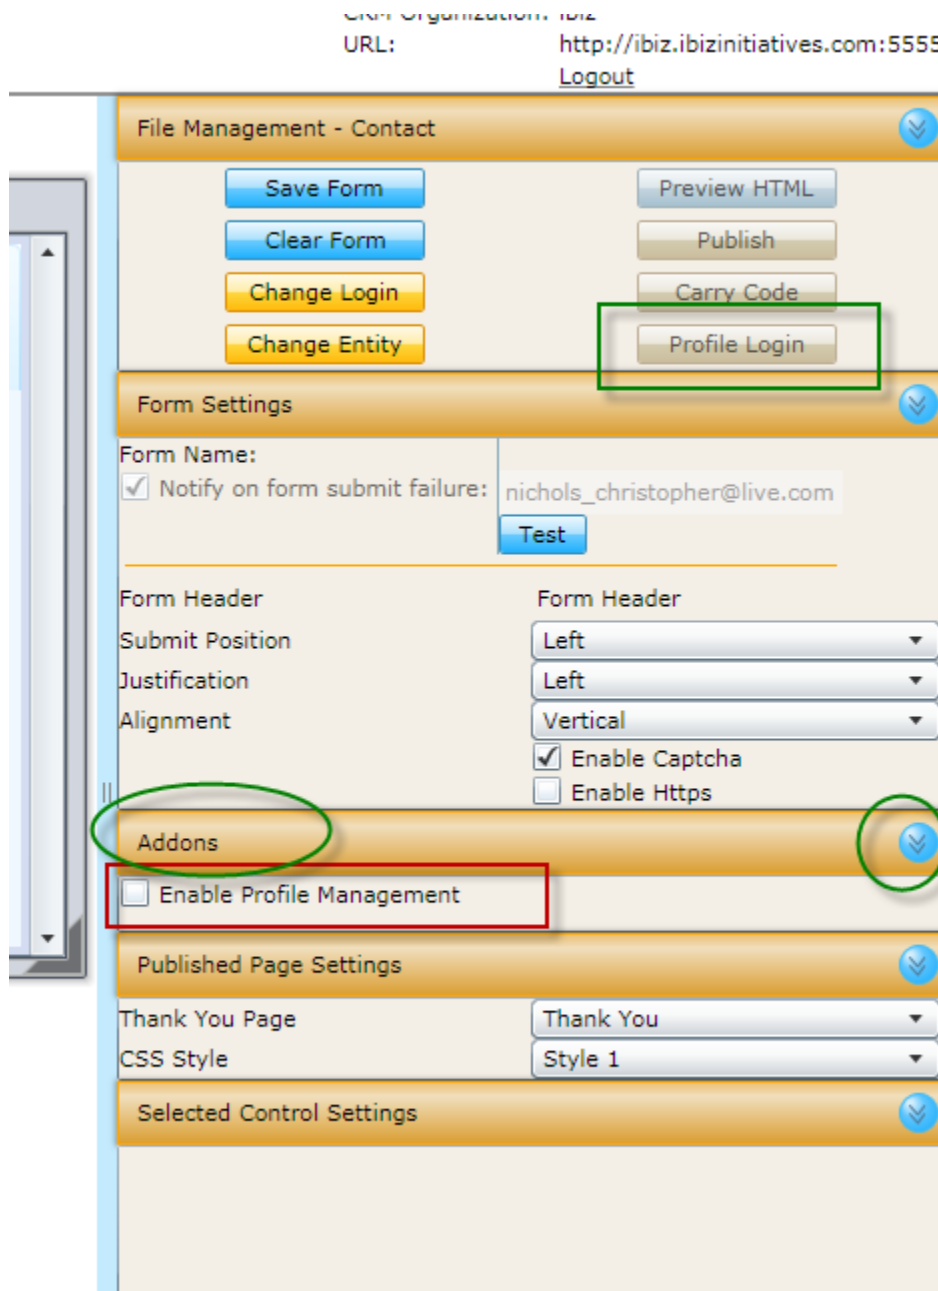 CRM Organization: ibiz
URL: http://ibiz.ibizinitiatives.com:5555
Logout
File Management - Contact
Save Form Preview HTML
Clear Form Publish
Change Login Carry Code
Change Entity Profile Login
Form Settings
Form Name:
Notify on form submit failure: nichols_christopher@live.com
Test
Form Header Form Header
Submit Position Left
Justification Left
Alignment Vertical
Enable Captcha
Enable Https
Addons
Enable Profile Management
Published Page Settings
Thank You Page Thank You
CSS Style Style 1
Selected Control Settings